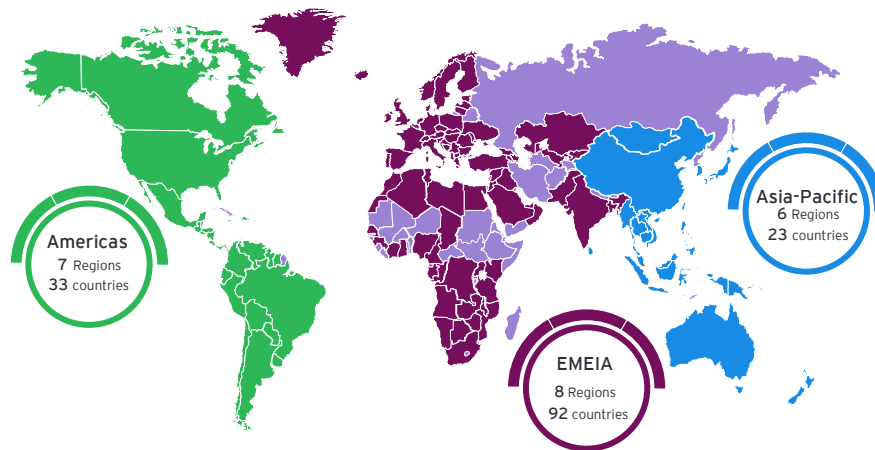 Americas
7 Regions
33 countries
EMEIA
8 Regions
92 countries
Asia-Pacific
6 Regions
23 countries